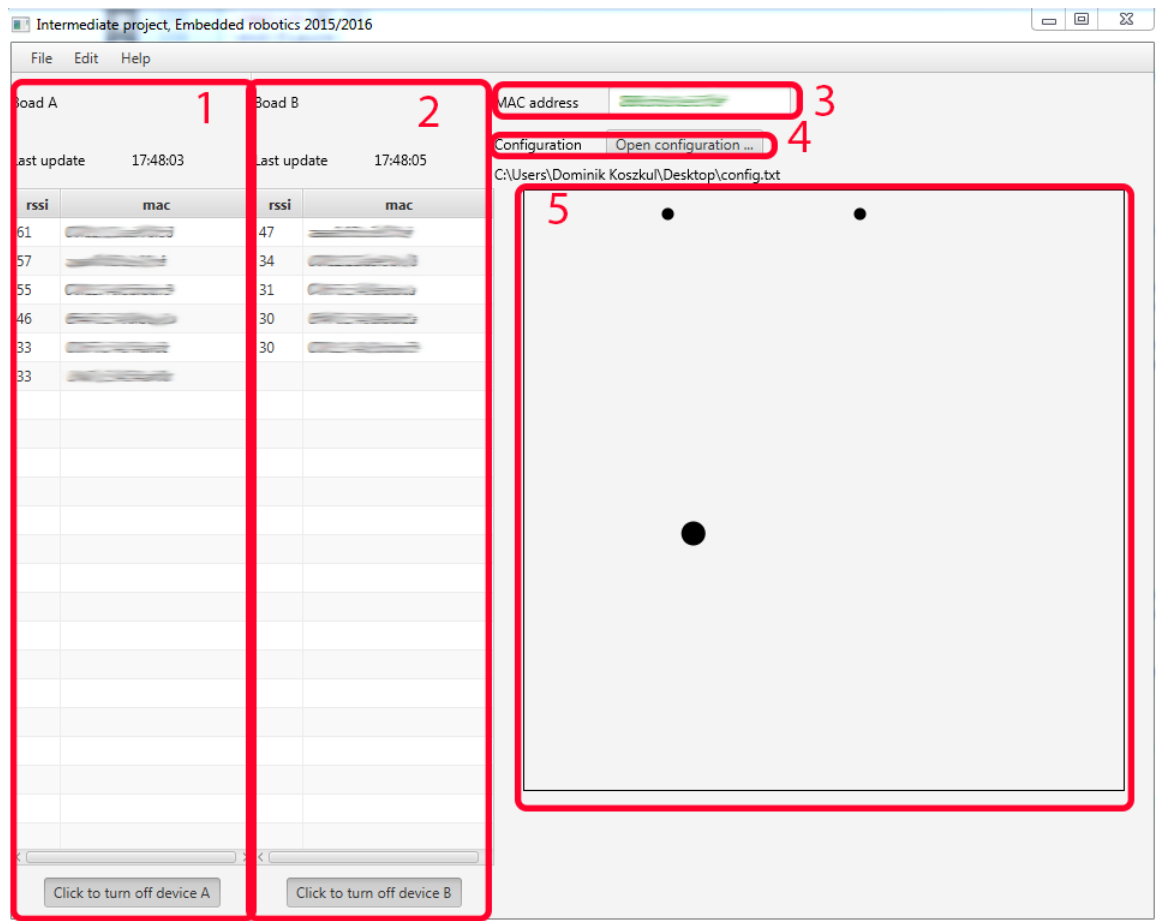 Intermediate project, Embedded robotics 2015/2016
File Edit Help
1
Boad A
Last update 17:48:03
rssi mac
61
57
55
46
33
33
Click to turn off device A
2
Boad B
Last update 17:48:05
rssi mac
47
34
31
30
30
Click to turn off device B
MAC address
3
Configuration Open configuration ...
4
C:\Users\Dominik Koszkul\Desktop\config.txt
5